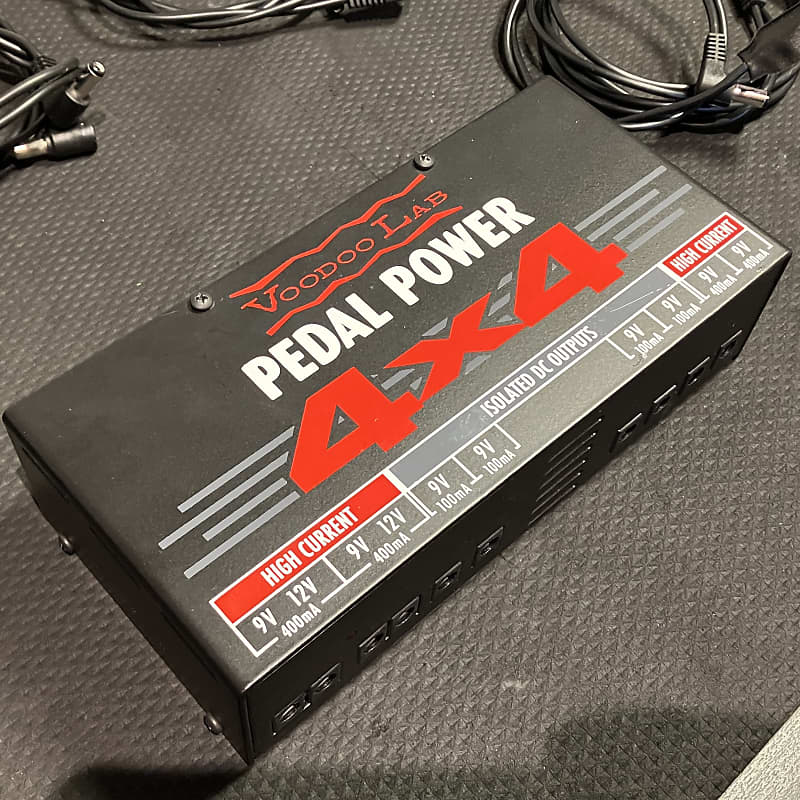 VOODOO LAB
PEDAL POWER
4x4
HIGH CURRENT
ISOLATED DC OUTPUTS
HIGH CURRENT
9V 12V
400mA
9V 12V
400mA
9V
100mA
9V
100mA
9V
100mA
9V
100mA
9V
400mA
9V
400mA